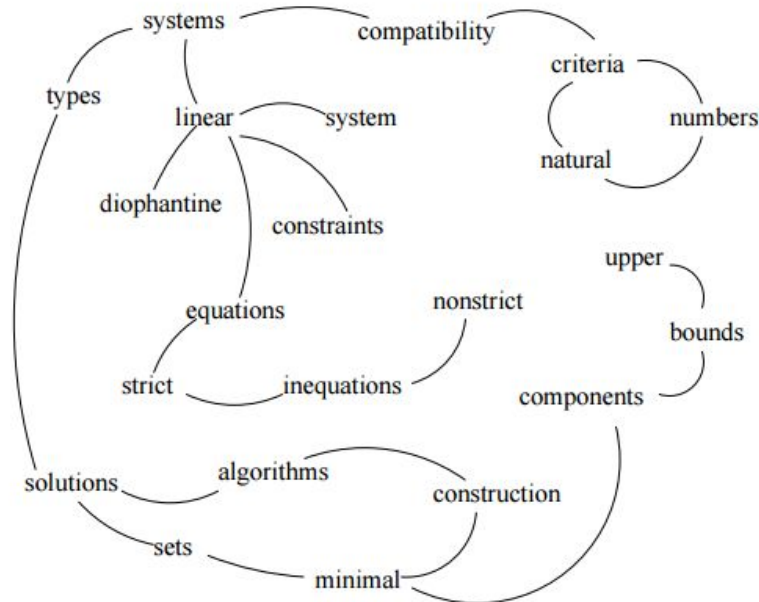 systems
compatibility
criteria
types
linear
system
numbers
natural
diophantine
constraints
upper
equations
nonstrict
bounds
strict
inequations
components
solutions
algorithms
construction
sets
minimal